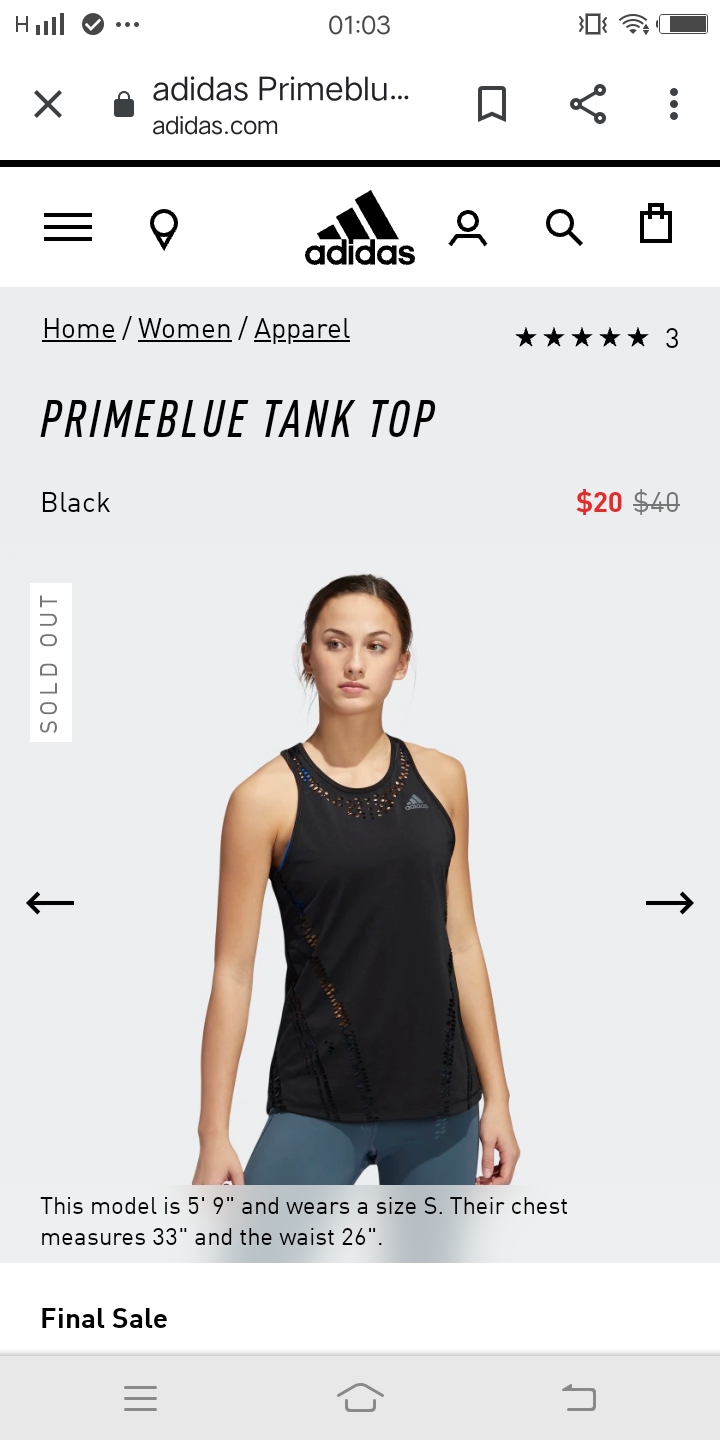 H 01:03
adidas Primeblu...
adidas.com
adidas
Home / Women / Apparel
★★★★★ 3
PRIMEBLUE TANK TOP
Black
$20 $40
SOLD OUT
adidas
This model is 5' 9" and wears a size S. Their chest
measures 33" and the waist 26".
Final Sale